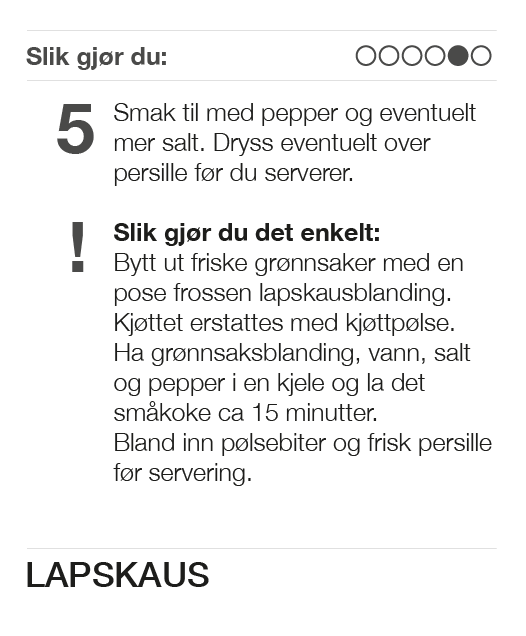 Slik gjør du:
5 Smak til med pepper og eventuelt
mer salt. Dryss eventuelt over
persille før du serverer.
! Slik gjør du det enkelt:
Bytt ut friske grønnsaker med en
pose frossen lapskausblanding.
Kjøttet erstattes med kjøttpølse.
Ha grønnsaksblanding, vann, salt
og pepper i en kjele og la det
småkoke ca 15 minutter.
Bland inn pølsebiter og frisk persille
før servering.
LAPSKAUS